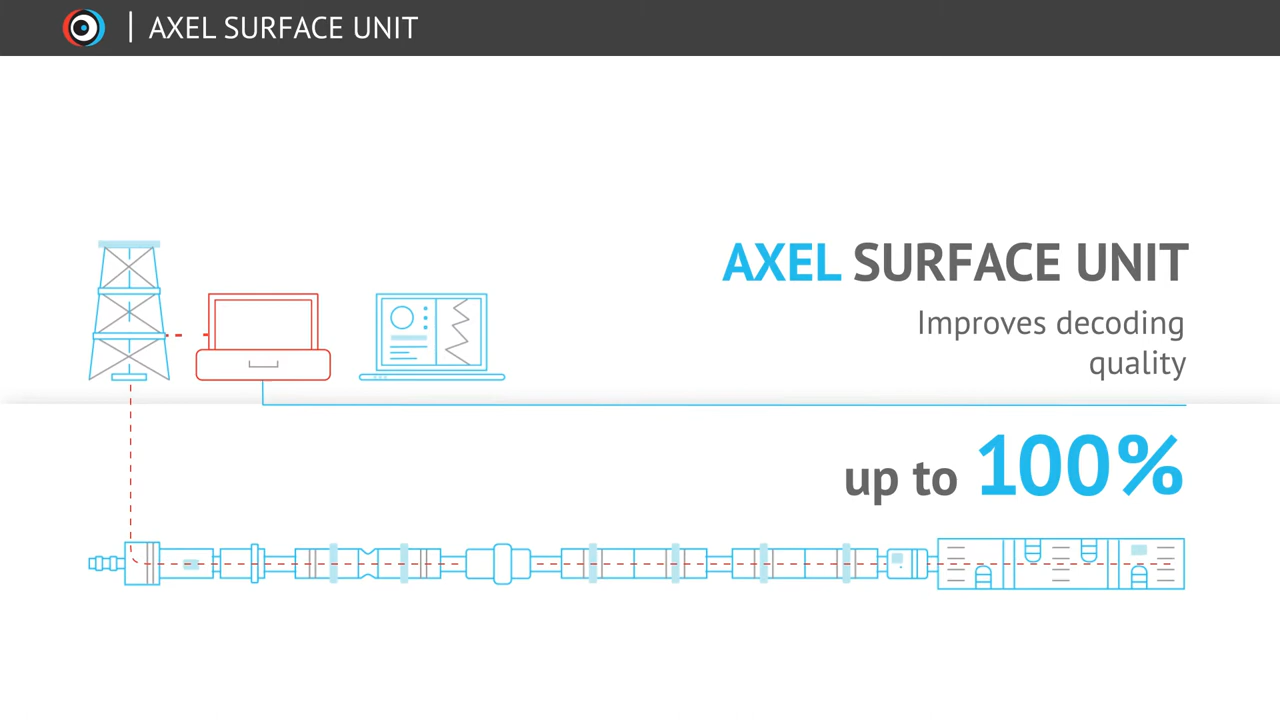 AXEL SURFACE UNIT
AXEL SURFACE UNIT
Improves decoding
quality
up to 100%